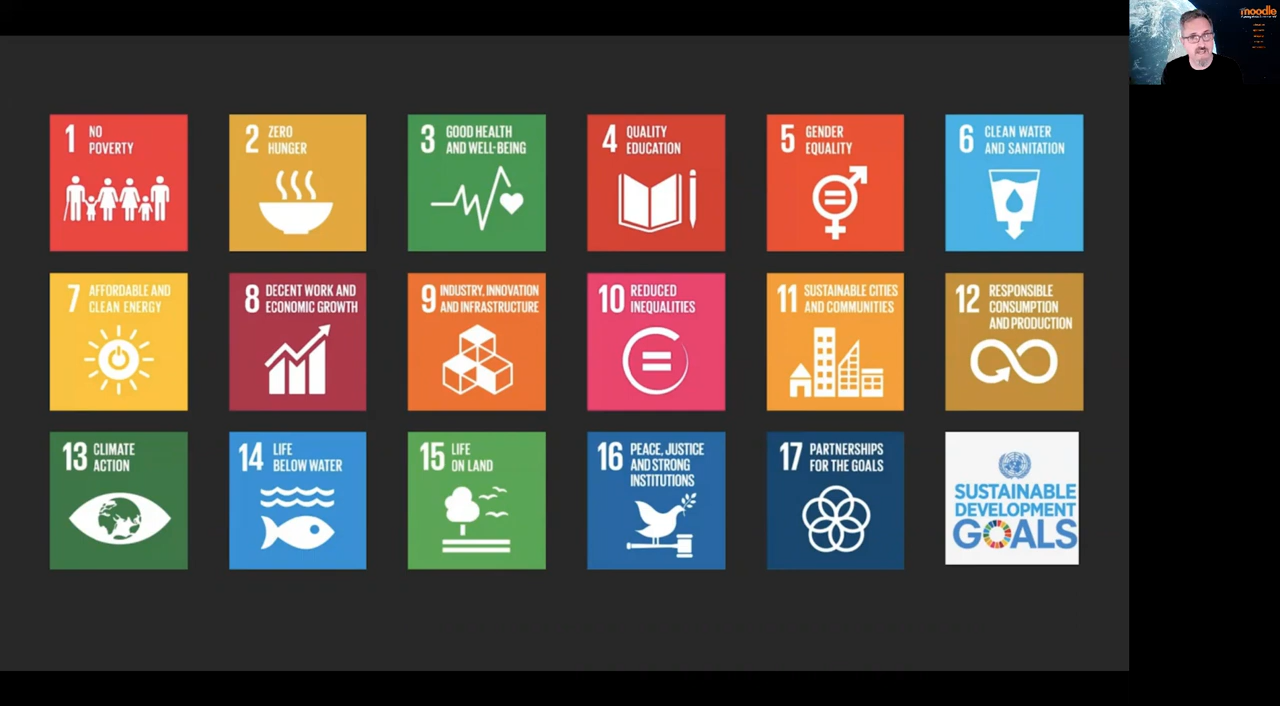 moodle
1 NO
POVERTY
2 ZERO
HUNGER
3 GOOD HEALTH
AND WELL-BEING
4 QUALITY
EDUCATION
5 GENDER
EQUALITY
6 CLEAN WATER
AND SANITATION
7 AFFORDABLE AND
CLEAN ENERGY
8 DECENT WORK AND
ECONOMIC GROWTH
9 INDUSTRY, INNOVATION
AND INFRASTRUCTURE
10 REDUCED
INEQUALITIES
11 SUSTAINABLE CITIES
AND COMMUNITIES
12 RESPONSIBLE
CONSUMPTION
AND PRODUCTION
13 CLIMATE
ACTION
14 LIFE
BELOW WATER
15 LIFE
ON LAND
16 PEACE, JUSTICE
AND STRONG
INSTITUTIONS
17 PARTNERSHIPS
FOR THE GOALS
SUSTAINABLE
DEVELOPMENT
GOALS